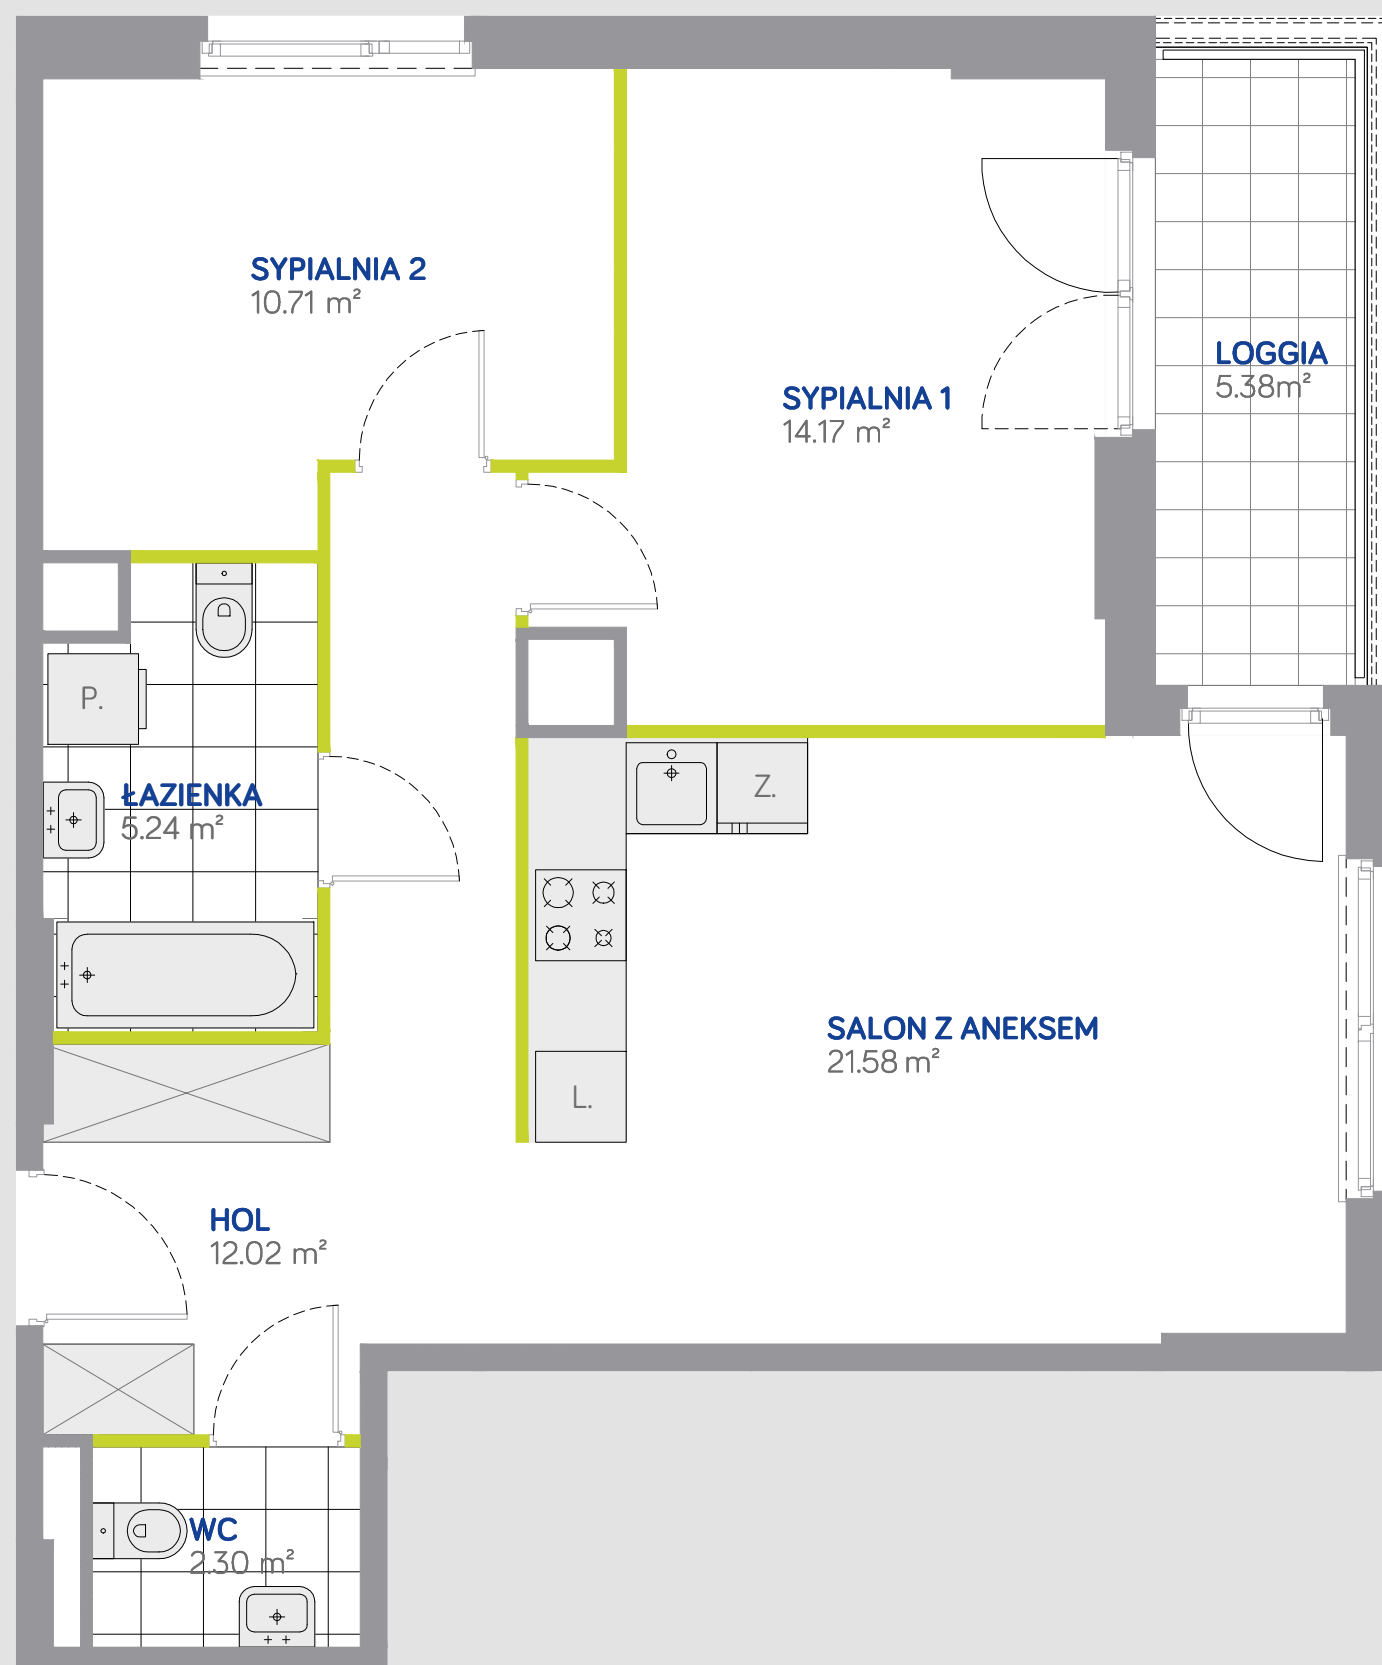 SYPIALNIA 2
10.71 m²
LOGGIA
5.38m²
SYPIALNIA 1
14.17 m²
P.
Z.
ŁAZIENKA
5.24 m²
SALON Z ANEKSEM
21.58 m²
L.
HOL
12.02 m²
WC
2.30 m²